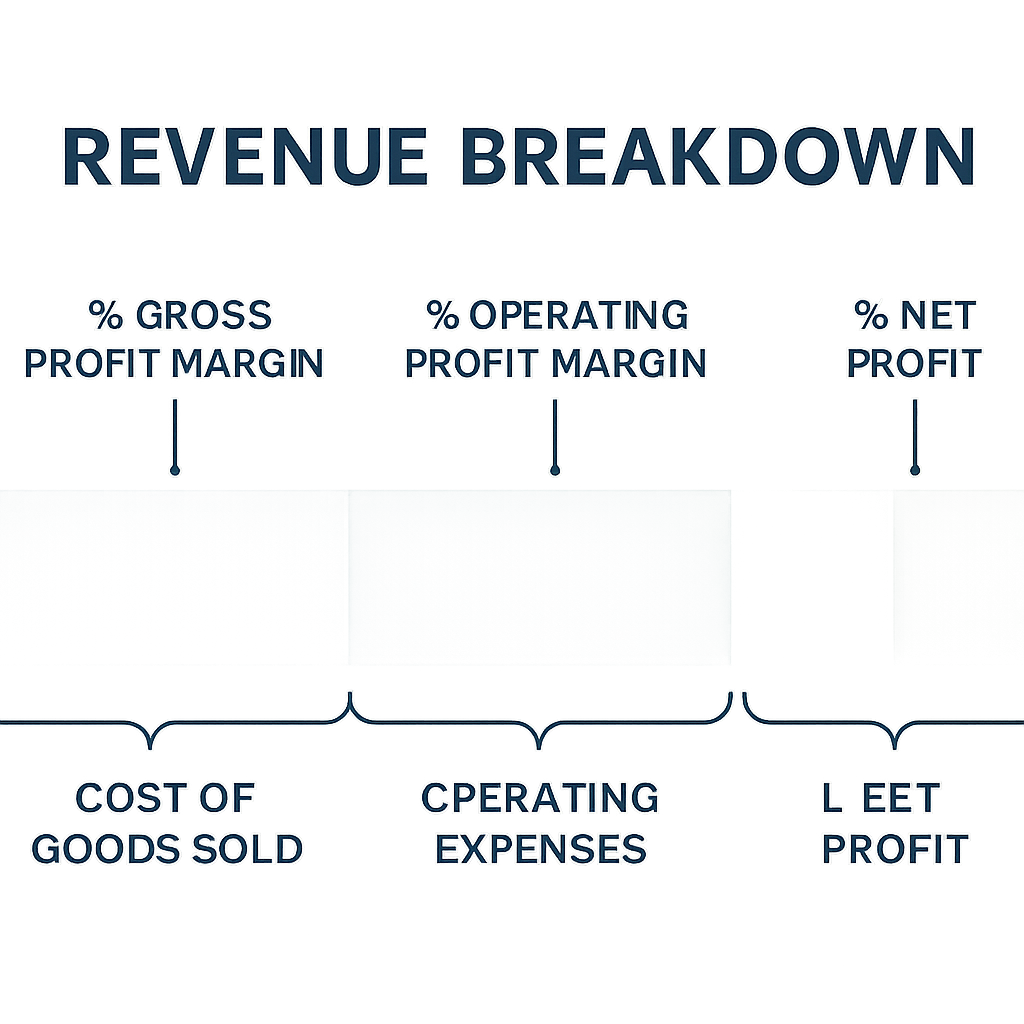 REVENUE BREAKDOWN
% GROSS
PROFIT MARGIN
% OPERATING
PROFIT MARGIN
% NET
PROFIT
COST OF
GOODS SOLD
CPERATING
EXPENSES
L EET
PROFIT